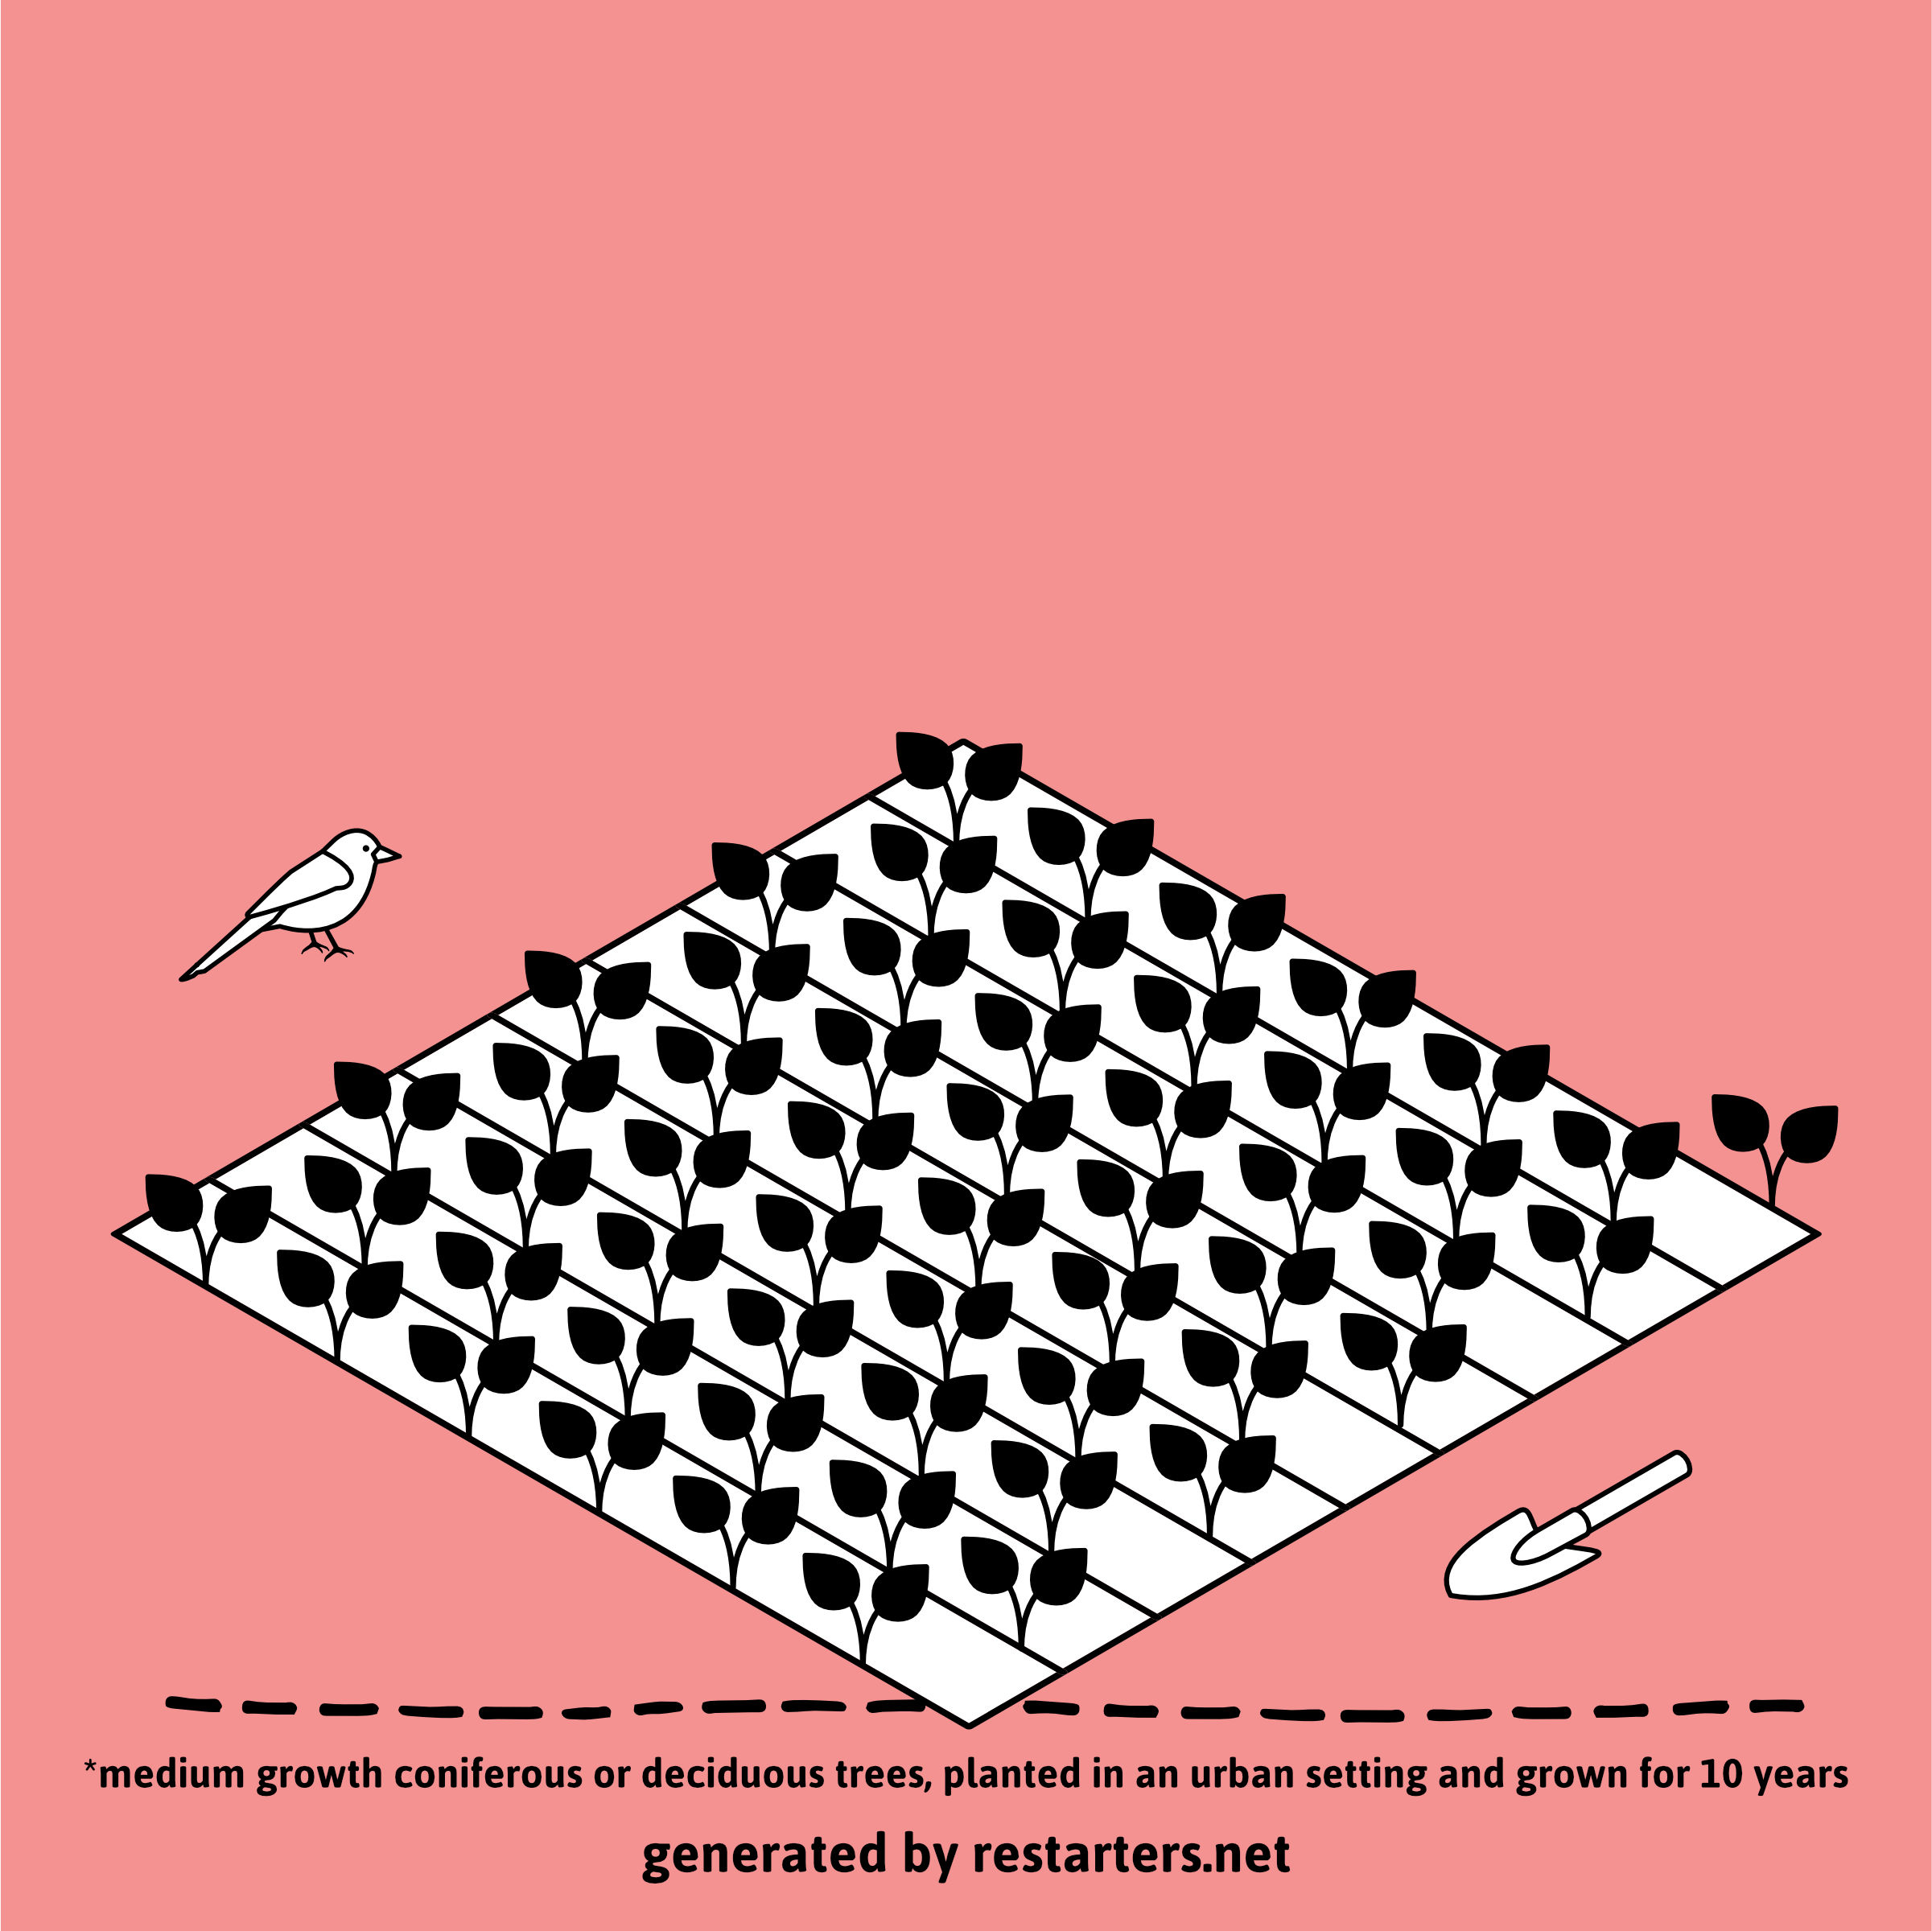 *medium growth coniferous or deciduous trees, planted in an urban setting and grown for 10 years
generated by restarters.net